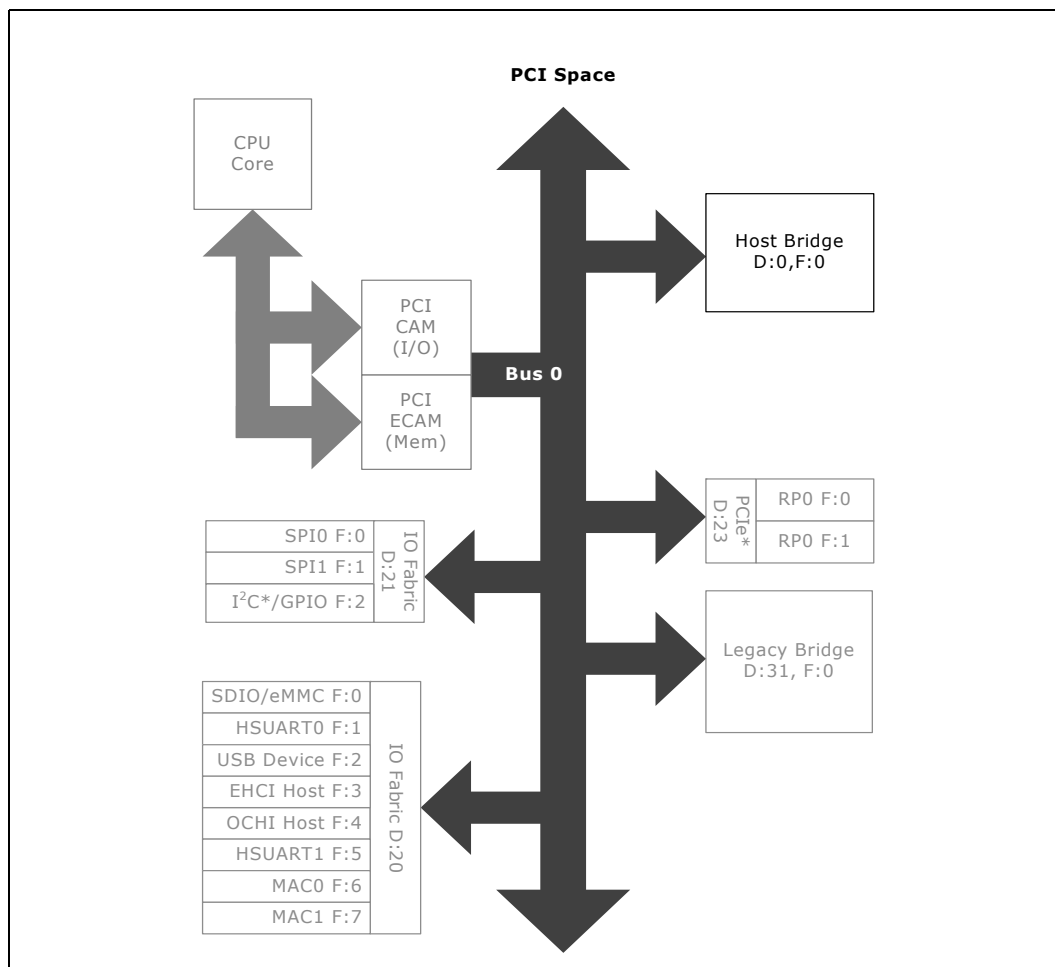 PCI Space
CPU
Core
Host Bridge
D:0,F:0
PCI
CAM
(I/O)
Bus 0
PCI
ECAM
(Mem)
PCIe*
D:23
RP0 F:0
RP0 F:1
SPI0 F:0
SPI1 F:1
I²C*/GPIO F:2
IO Fabric
D:21
Legacy Bridge
D:31, F:0
SDIO/eMMC F:0
HSUART0 F:1
USB Device F:2
EHCI Host F:3
OCHI Host F:4
HSUART1 F:5
MAC0 F:6
MAC1 F:7
IO Fabric D:20